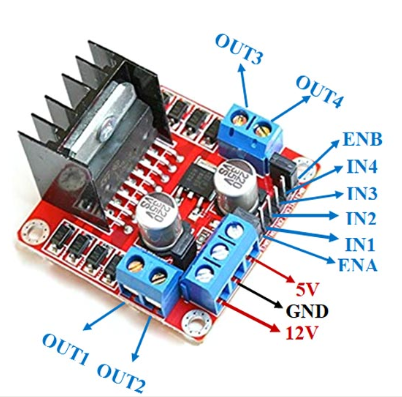 OUT3
OUT4
ENB
IN4
IN3
IN2
IN1
ENA
5V
GND
12V
OUT1 OUT2